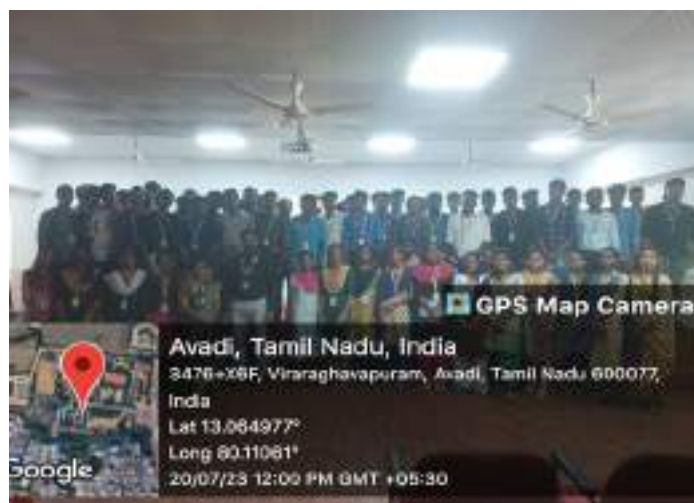 GPS Map Camera
Avadi, Tamil Nadu, India
3476+X6F, Viraraghavapuram, Avadi, Tamil Nadu 600077,
India
Lat 13.064977°
Long 80.11061°
20/07/23 12:00 PM GMT +05:30
Google